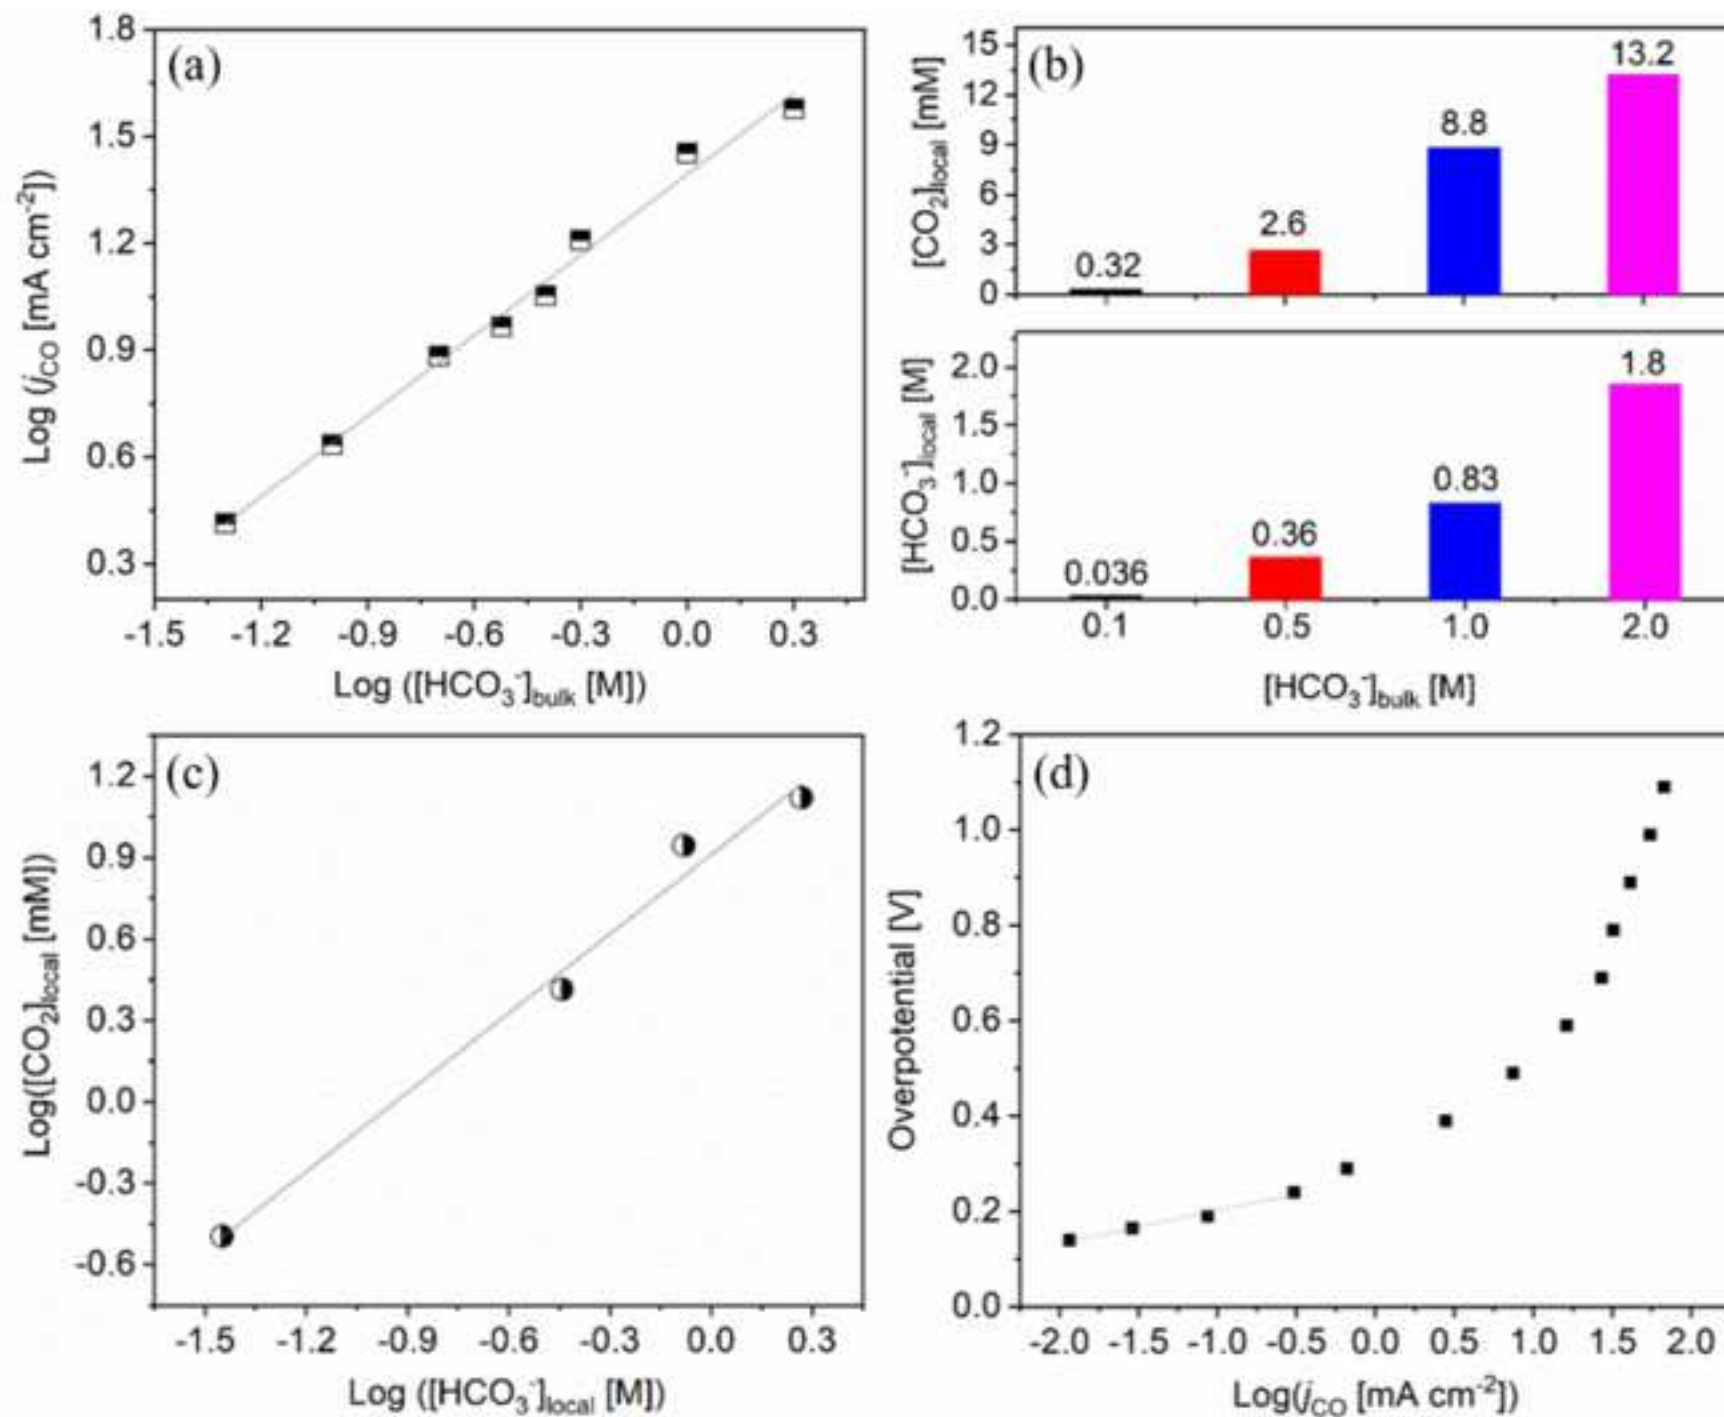 (a)
1.8
1.5
1.2
0.9
0.6
0.3
Log (jCO [mA cm-2])
-1.5 -1.2 -0.9 -0.6 -0.3 0.0 0.3
Log ([HCO3-]bulk [M])
(b)
15
12
9
6
3
0
[CO2]local [mM]
0.32 2.6 8.8 13.2
2.0
1.5
1.0
0.5
0.0
[HCO3-]local [M]
0.036 0.36 0.83 1.8
0.1 0.5 1.0 2.0
[HCO3-]bulk [M]
(c)
1.2
0.9
0.6
0.3
0.0
-0.3
-0.6
Log([CO2]local [mM])
-1.5 -1.2 -0.9 -0.6 -0.3 0.0 0.3
Log ([HCO3-]local [M])
(d)
1.2
1.0
0.8
0.6
0.4
0.2
0.0
Overpotential [V]
-2.0 -1.5 -1.0 -0.5 0.0 0.5 1.0 1.5 2.0
Log(jCO [mA cm-2])